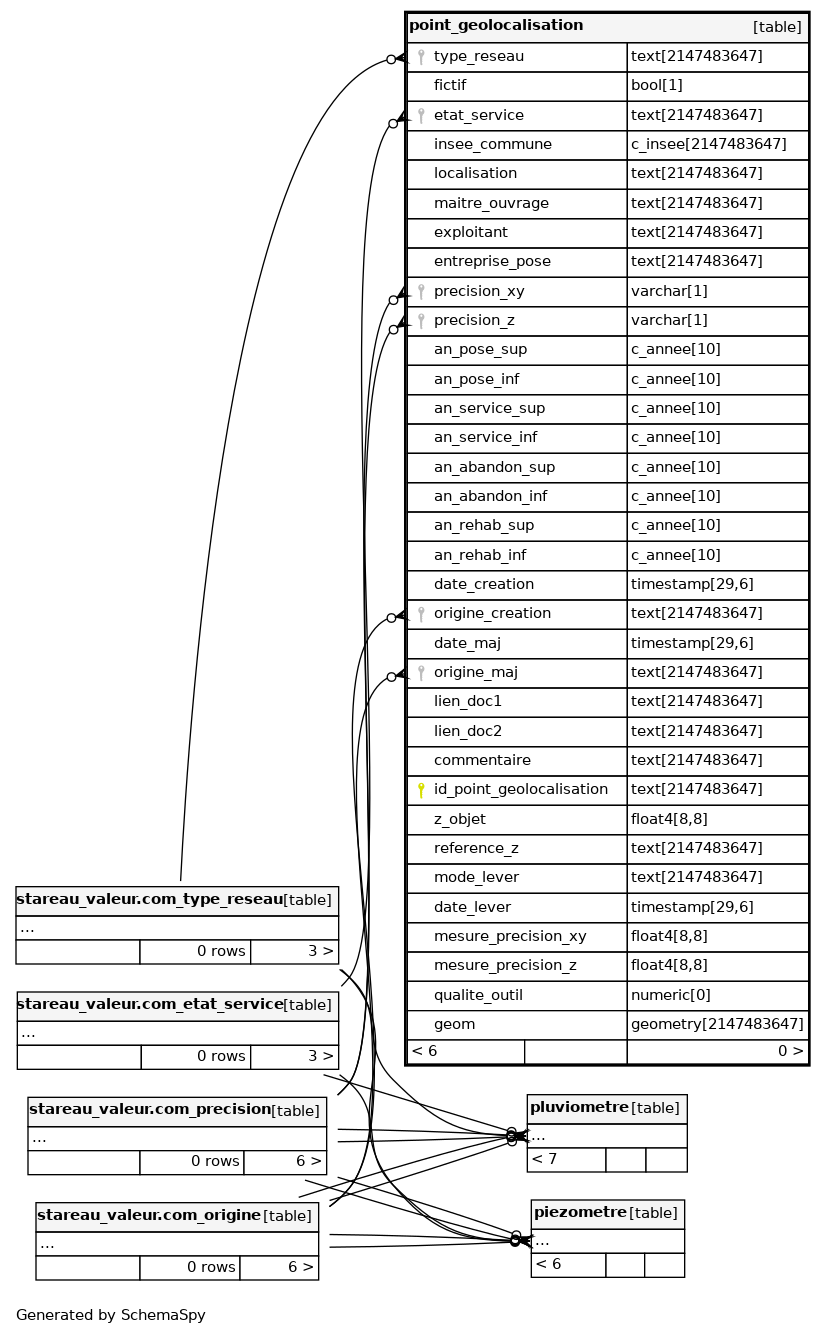 point_geolocalisation [table]
type_reseau text[2147483647]
fictif bool[1]
etat_service text[2147483647]
insee_commune c_insee[2147483647]
localisation text[2147483647]
maitre_ouvrage text[2147483647]
exploitant text[2147483647]
entreprise_pose text[2147483647]
precision_xy varchar[1]
precision_z varchar[1]
an_pose_sup c_annee[10]
an_pose_inf c_annee[10]
an_service_sup c_annee[10]
an_service_inf c_annee[10]
an_abandon_sup c_annee[10]
an_abandon_inf c_annee[10]
an_rehab_sup c_annee[10]
an_rehab_inf c_annee[10]
date_creation timestamp[29,6]
origine_creation text[2147483647]
date_maj timestamp[29,6]
origine_maj text[2147483647]
lien_doc1 text[2147483647]
lien_doc2 text[2147483647]
commentaire text[2147483647]
id_point_geolocalisation text[2147483647]
z_objet float4[8,8]
reference_z text[2147483647]
mode_lever text[2147483647]
date_lever timestamp[29,6]
mesure_precision_xy float4[8,8]
mesure_precision_z float4[8,8]
qualite_outil numeric[0]
geom geometry[2147483647]
< 6 0 >
stareau_valeur.com_type_reseau [table]
...
0 rows 3 >
stareau_valeur.com_etat_service [table]
...
0 rows 3 >
stareau_valeur.com_precision [table]
...
0 rows 6 >
stareau_valeur.com_origine [table]
...
0 rows 6 >
pluviometre [table]
...
< 7
piezometre [table]
...
< 6
Generated by SchemaSpy